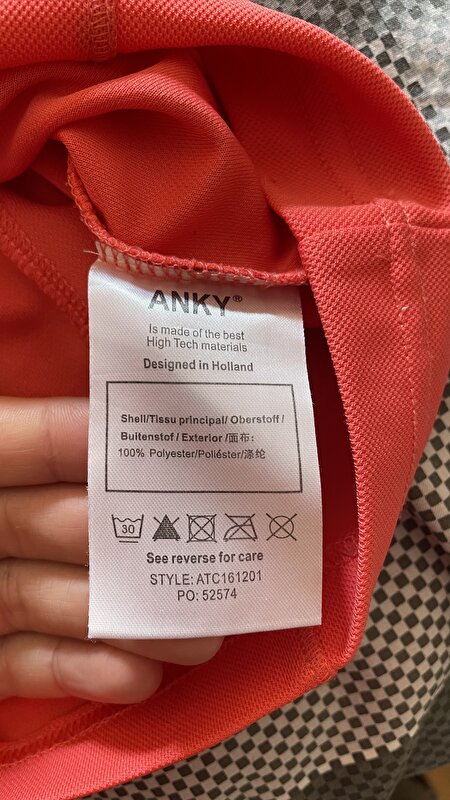 ANKY®
Is made of the best
High Tech materials
Designed in Holland
Shell/Tissu principal/ Oberstoff /
Buitenstof / Exterior /面布:
100% Polyester/Poliéster/涤纶
30
See reverse for care
STYLE: ATC161201
PO: 52574